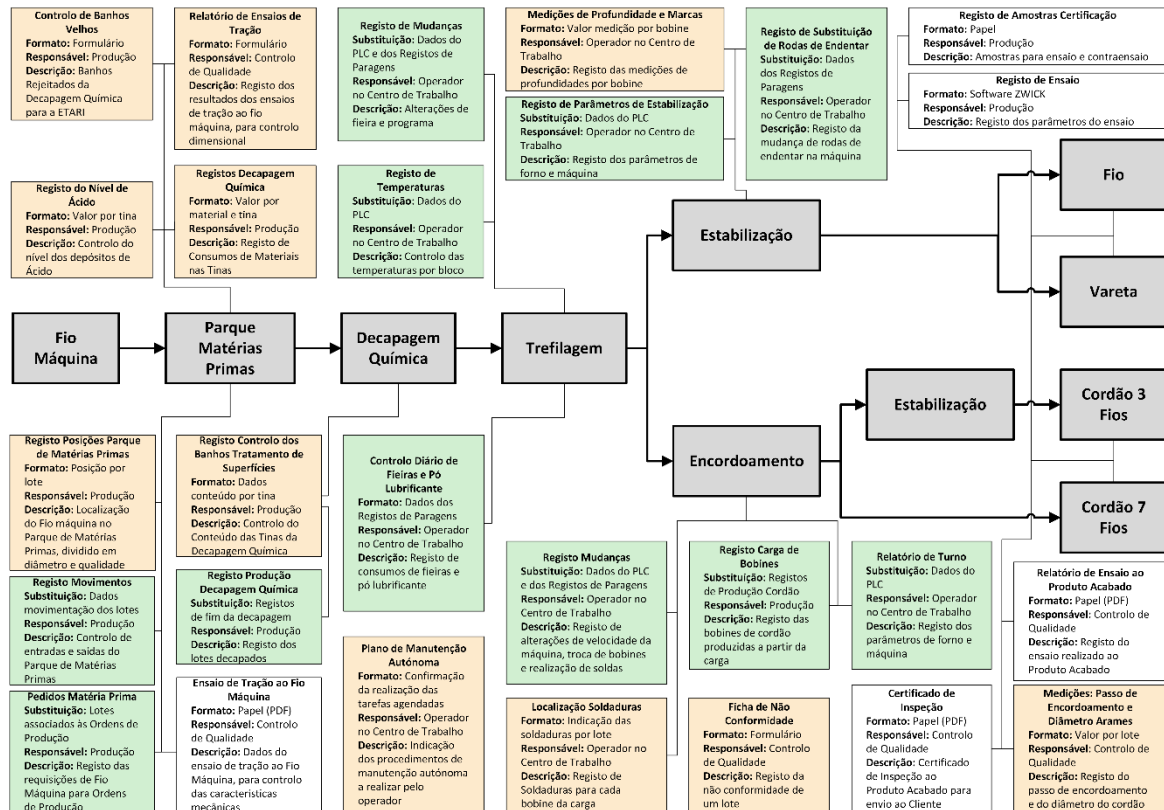 Controlo de Banhos
Velhos
Formato: Formulário
Responsável: Produção
Descrição: Banhos
Rejeitados da
Decapagem Química
para a ETARI
Relatório de Ensaios de
Tração
Formato: Formulário
Responsável: Controlo
de Qualidade
Descrição: Registo dos
resultados dos ensaios
de tração ao fio
máquina, para controlo
dimensional
Registo de Mudanças
Substituição: Dados do
PLC e dos Registos de
Paragens
Responsável: Operador
no Centro de Trabalho
Descrição: Alterações de
fieira e programa
Medições de Profundidade e Marcas
Formato: Valor medição por bobine
Responsável: Operador no Centro de
Trabalho
Descrição: Registo das medições de
profundidades por bobine
Registo de Parâmetros de Estabilização
Substituição: Dados do PLC
Responsável: Operador no Centro de
Trabalho
Descrição: Registo dos parâmetros de
forno e máquina
Registo de Substituição
de Rodas de Endentar
Substituição: Dados
dos Registos de
Paragens
Responsável: Operador
no Centro de Trabalho
Descrição: Registo da
mudança de rodas de
endentar na máquina
Registo de Amostras Certificação
Formato: Papel
Responsável: Produção
Descrição: Amostras para ensaio e contraensaio
Registo de Ensaio
Formato: Software ZWICK
Responsável: Produção
Descrição: Registo dos parâmetros do ensaio
Registo do Nível de
Ácido
Formato: Valor por tina
Responsável: Produção
Descrição: Controlo do
nível dos depósitos de
Ácido
Registos Decapagem
Química
Formato: Valor por
material e tina
Responsável: Produção
Descrição: Registo de
Consumos de Materiais
nas Tinas
Registo de
Temperaturas
Substituição: Dados do
PLC
Responsável: Operador
no Centro de Trabalho
Descrição: Controlo das
temperaturas por bloco
Estabilização
Fio
Vareta
Fio
Máquina
Parque
Matérias
Primas
Decapagem
Química
Trefilagem
Estabilização
Cordão 3
Fios
Encordoamento
Cordão 7
Fios
Registo Posições Parque
de Matérias Primas
Formato: Posição por
lote
Responsável: Produção
Descrição: Localização
do Fio máquina no
Parque de Matérias
Primas, dividido em
diâmetro e qualidade
Registo Controlo dos
Banhos Tratamento de
Superfícies
Formato: Dados
conteúdo por tina
Responsável: Produção
Descrição: Controlo do
Conteúdo das Tinas da
Decapagem Química
Controlo Diário de
Fieiras e Pó
Lubrificante
Formato: Dados dos
Registos de Paragens
Responsável: Operador
no Centro de Trabalho
Descrição: Registo de
consumos de fieiras e
pó lubrificante
Registo Movimentos
Substituição: Dados
movimentação dos lotes
Responsável: Produção
Descrição: Controlo de
entradas e saídas do
Parque de Matérias
Primas
Registo Produção
Decapagem Química
Substituição: Registos
de fim da decapagem
Responsável: Produção
Descrição: Registo dos
lotes decapados
Registo Mudanças
Substituição: Dados do PLC
e dos Registos de Paragens
Responsável: Operador no
Centro de Trabalho
Descrição: Registo de
alterações de velocidade da
máquina, troca de bobines
e realização de soldas
Registo Carga de
Bobines
Substituição: Registos
de Produção Cordão
Responsável: Produção
Descrição: Registo das
bobines de cordão
produzidas a partir da
carga
Relatório de Turno
Substituição: Dados do
PLC
Responsável: Operador
no Centro de Trabalho
Descrição: Registo dos
parâmetros de forno e
máquina
Relatório de Ensaio ao
Produto Acabado
Formato: Papel (PDF)
Responsável: Controlo de
Qualidade
Descrição: Registo do
ensaio realizado ao
Produto Acabado
Pedidos Matéria Prima
Substituição: Lotes
associados às Ordens de
Produção
Responsável: Produção
Descrição: Registo das
requisições de Fio
Máquina para Ordens
de Produção
Ensaio de Tração ao Fio
Máquina
Formato: Papel (PDF)
Responsável: Controlo
de Qualidade
Descrição: Dados do
ensaio de tração ao Fio
Máquina, para controlo
das características
mecânicas
Plano de Manutenção
Autónoma
Formato: Confirmação
da realização das
tarefas agendadas
Responsável: Operador
no Centro de Trabalho
Descrição: Indicação
dos procedimentos de
manutenção autónoma
a realizar pelo
operador
Localização Soldaduras
Formato: Indicação das
soldaduras por lote
Responsável: Operador no
Centro de Trabalho
Descrição: Registo de
Soldaduras para cada
bobine da carga
Ficha de Não
Conformidade
Formato: Formulário
Responsável: Controlo
de Qualidade
Descrição: Registo da
não conformidade de
um lote
Certificado de
Inspeção
Formato: Papel (PDF)
Responsável: Controlo
de Qualidade
Descrição: Certificado
de Inspeção ao
Produto Acabado para
envio ao Cliente
Medições: Passo de
Encordoamento e
Diâmetro Arames
Formato: Valor por lote
Responsável: Controlo de
Qualidade
Descrição: Registo do
passo de encordoamento
e do diâmetro do cordão